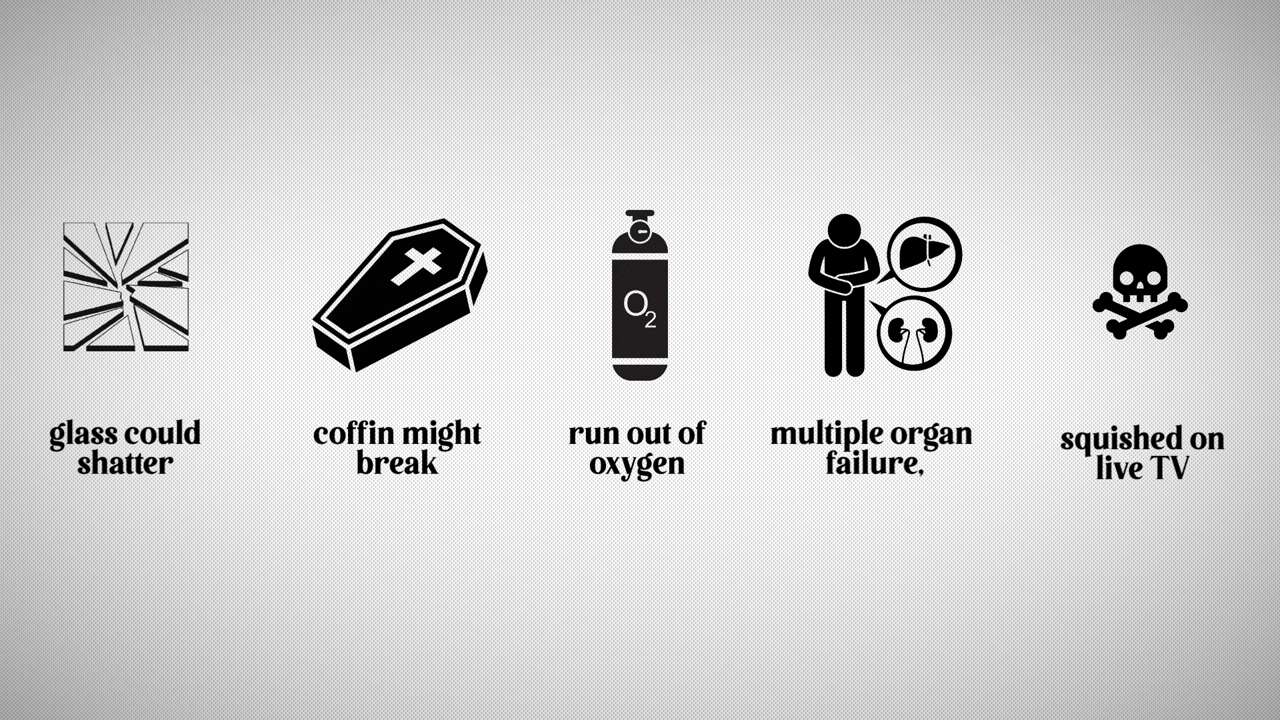 glass could
shatter
coffin might
break
O2
run out of
oxygen
multiple organ
failure,
squished on
live TV